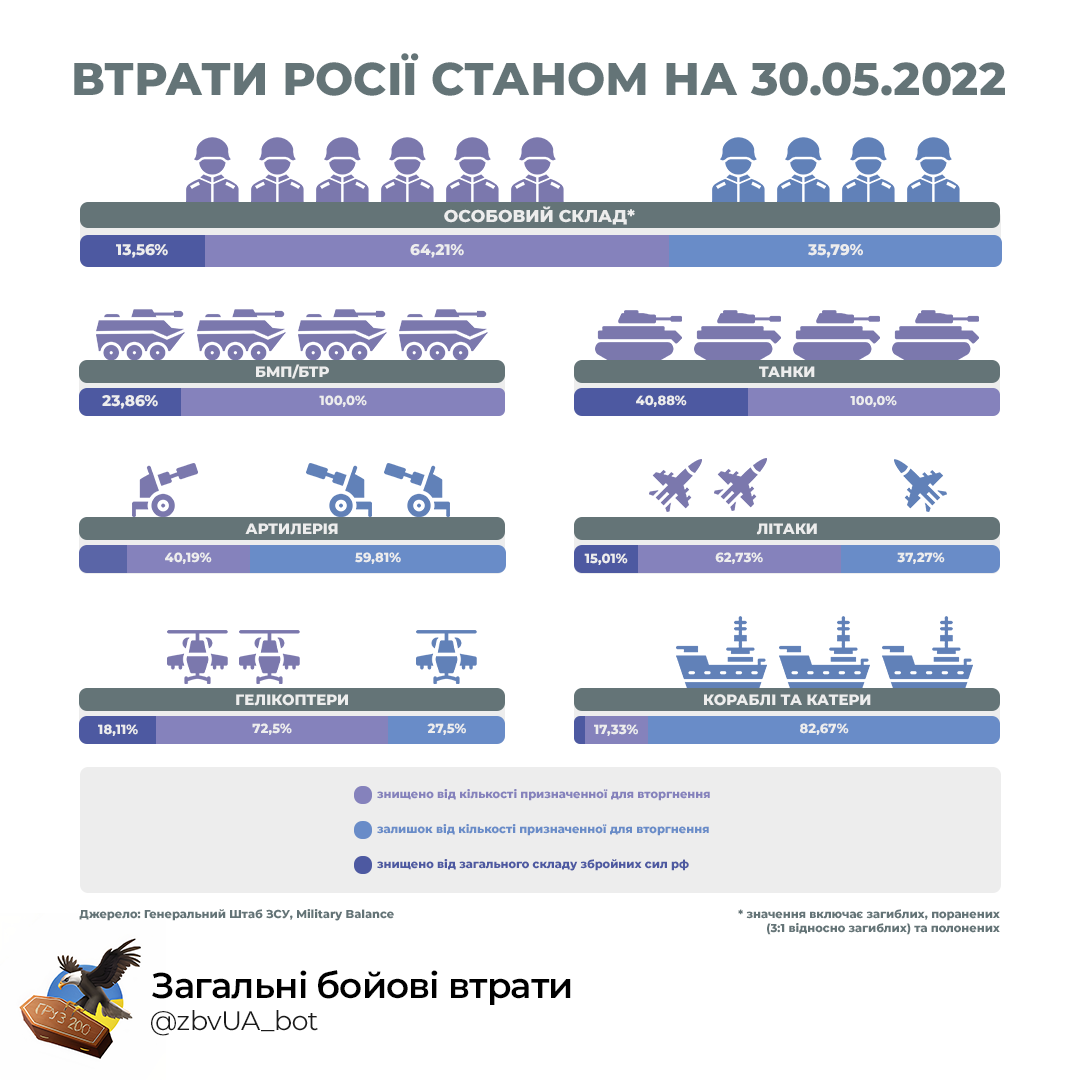 ВТРАТИ РОСІЇ СТАНОМ НА 30.05.2022
ОСОБОВИЙ СКЛАД*
13,56%
64,21%
35,79%
БМП/БТР
23,86%
100,0%
ТАНКИ
40,88%
100,0%
АРТИЛЕРІЯ
40,19%
59,81%
ЛІТАКИ
15,01%
62,73%
37,27%
ГЕЛІКОПТЕРИ
18,11%
72,5%
27,5%
КОРАБЛІ ТА КАТЕРИ
17,33%
82,67%
знищено від кількості призначенної для вторгнення
залишок від кількості призначенної для вторгнення
знищено від загального складу збройних сил рф
Джерело: Генеральний Штаб ЗСУ, Military Balance
* значення включає загиблих, поранених
(3:1 відносно загиблих) та полонених
ГРУЗ 200
Загальні бойові втрати
@zbvUA_bot